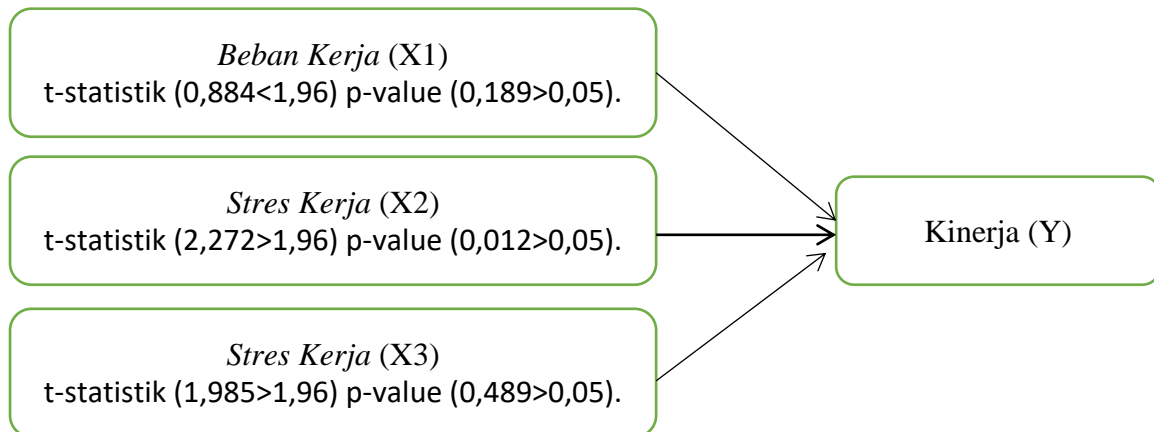 Beban Kerja (X1)
t-statistik (0,884<1,96) p-value (0,189>0,05).
Stres Kerja (X2)
t-statistik (2,272>1,96) p-value (0,012>0,05).
Kinerja (Y)
Stres Kerja (X3)
t-statistik (1,985>1,96) p-value (0,489>0,05).